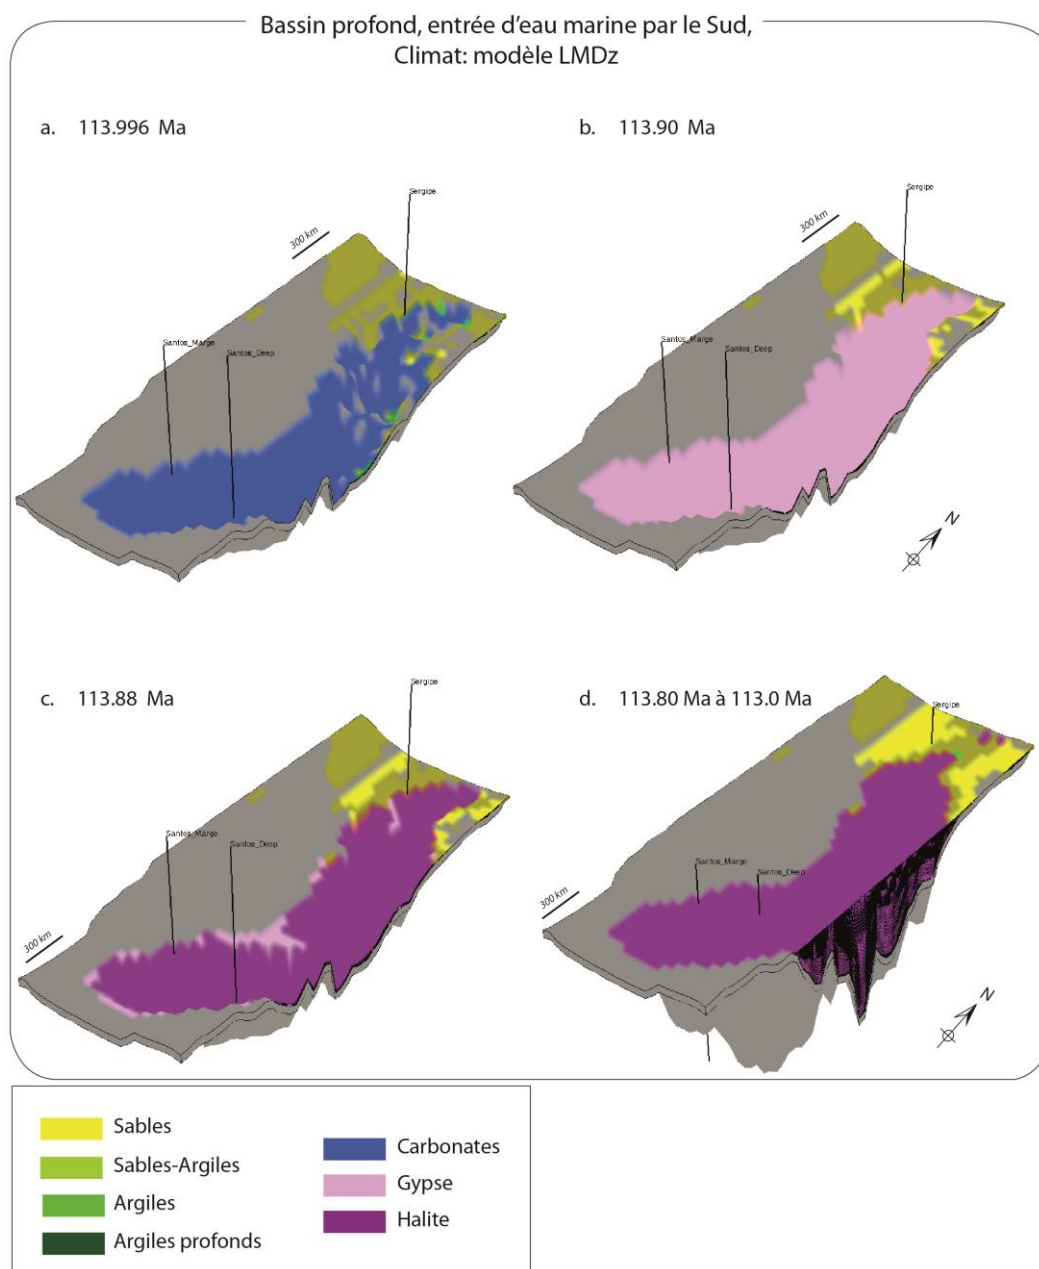 Bassin profond, entrée d'eau marine par le Sud,
Climat: modèle LMDz
a. 113.996 Ma
b. 113.90 Ma
Sergipe
300 km
Santos_Marge
Santos_Deep
Sergipe
300 km
Santos_Marge
Santos_Deep
N
c. 113.88 Ma
d. 113.80 Ma à 113.0 Ma
Sergipe
Santos_Marge
Santos_Deep
300 km
Sergipe
Santos_Marge
Santos_Deep
300 km
N
Sables
Sables-Argiles
Argiles
Argiles profonds
Carbonates
Gypse
Halite